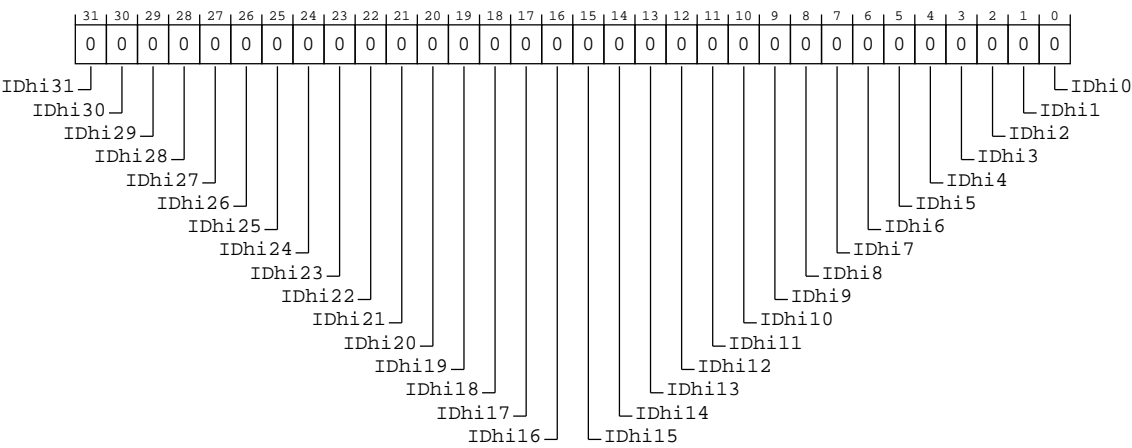 31 30 29 28 27 26 25 24 23 22 21 20 19 18 17 16 15 14 13 12 11 10 9 8 7 6 5 4 3 2 1 0
0 0 0 0 0 0 0 0 0 0 0 0 0 0 0 0 0 0 0 0 0 0 0 0 0 0 0 0 0 0 0 0
IDhi31 IDhi0
IDhi30 IDhi1
IDhi29 IDhi2
IDhi28 IDhi3
IDhi27 IDhi4
IDhi26 IDhi5
IDhi25 IDhi6
IDhi24 IDhi7
IDhi23 IDhi8
IDhi22 IDhi9
IDhi21 IDhi10
IDhi20 IDhi11
IDhi19 IDhi12
IDhi18 IDhi13
IDhi17 IDhi14
IDhi16 IDhi15